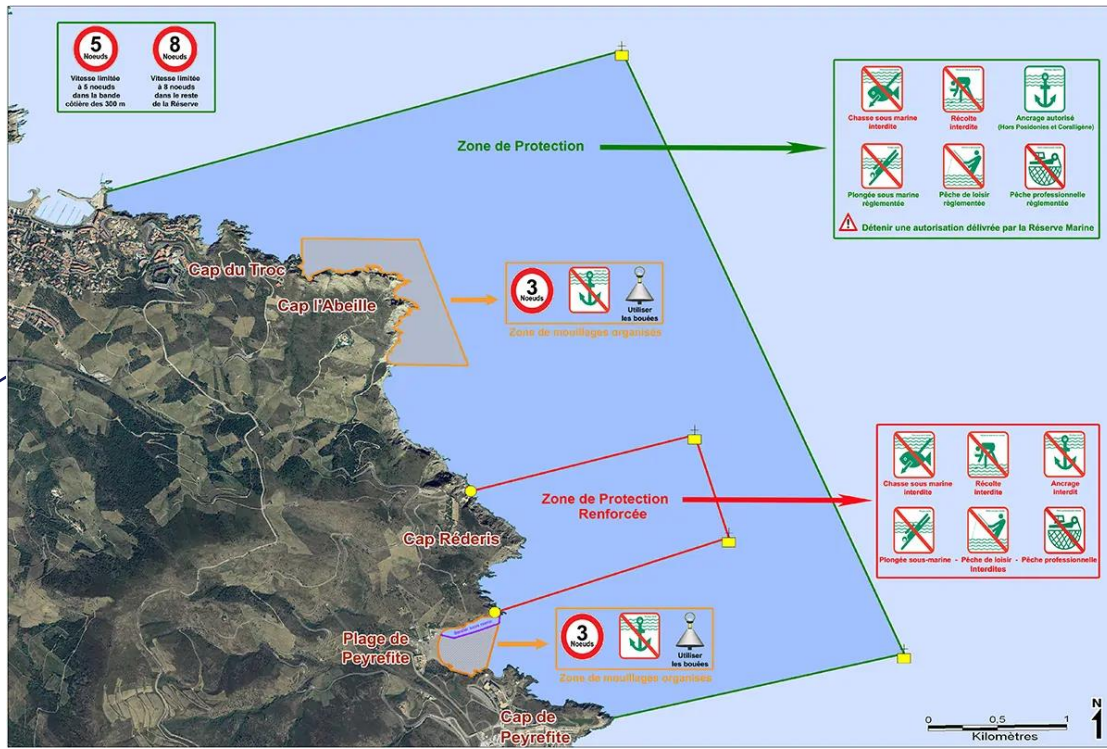 5
Noeuds
8
Noeuds
Vitesse limitée
à 5 noeuds
dans la bande
côtière des 300 m
Vitesse limitée
à 8 noeuds
dans le reste
de la Réserve
Zone de Protection
Chasse sous marine
interdite
Récolte
interdite
Ancrage autorisé
(Hors Posidonies et Coralligène)
Plongée sous marine
règlementée
Pêche de loisir
règlementée
Pêche professionnelle
règlementée
Détenir une autorisation délivrée par la Réserve Marine
Cap du Troc
Cap l'Abeille
3
Noeuds
Utiliser
les bouées
Zone de mouillages organisés
Zone de Protection
Renforcée
Chasse sous marine
interdite
Récolte
interdite
Ancrage
interdit
Plongée sous-marine - Pêche de loisir - Pêche professionnelle
Interdites
Cap Réderis
Plage de
Peyrefite
3
Noeuds
Utiliser
les bouées
Zone de mouillages organisés
Cap de
Peyrefite
N
0 0.5 1
Kilomètres